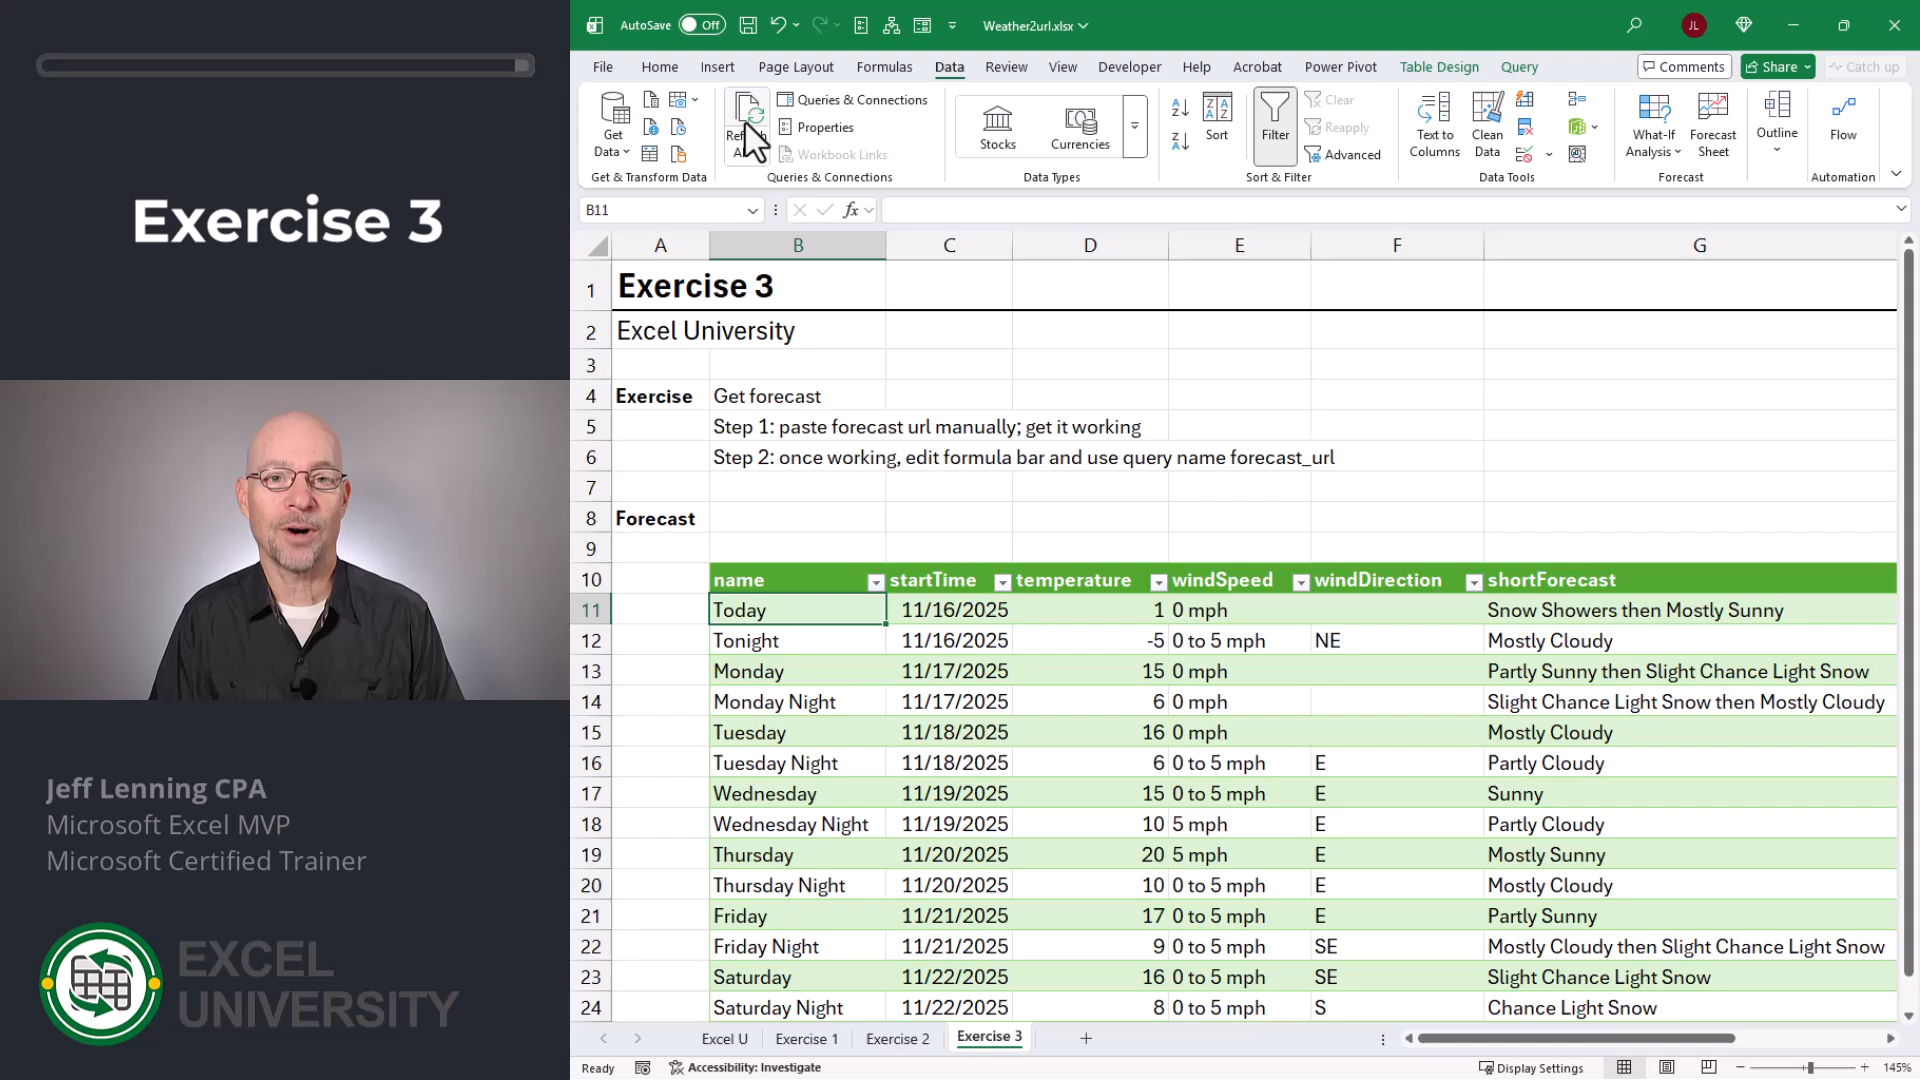 Exercise 3
Jeff Lenning CPA
Microsoft Excel MVP
Microsoft Certified Trainer
EXCEL
UNIVERSITY
AutoSave Off Weather2url.xlsx JL
File Home Insert Page Layout Formulas Data Review View Developer Help Acrobat Power Pivot Table Design Query Comments Share Catch up
Get Data
Get & Transform Data
Queries & Connections
Properties
Workbook Links
Queries & Connections
Stocks Currencies
Data Types
Sort Filter
Clear
Reapply
Advanced
Sort & Filter
Text to Columns Clean Data
Data Tools
What-If Analysis Forecast Sheet
Forecast
Outline
Flow
Automation
B11 fx
A B C D E F G
1 Exercise 3
2 Excel University
3
4 Exercise Get forecast
5 Step 1: paste forecast url manually; get it working
6 Step 2: once working, edit formula bar and use query name forecast_url
7
8 Forecast
9
10 name startTime temperature windSpeed windDirection shortForecast
11 Today 11/16/2025 1 0 mph Snow Showers then Mostly Sunny
12 Tonight 11/16/2025 -5 0 to 5 mph NE Mostly Cloudy
13 Monday 11/17/2025 15 0 mph Partly Sunny then Slight Chance Light Snow
14 Monday Night 11/17/2025 6 0 mph Slight Chance Light Snow then Mostly Cloudy
15 Tuesday 11/18/2025 16 0 mph Mostly Cloudy
16 Tuesday Night 11/18/2025 6 0 to 5 mph E Partly Cloudy
17 Wednesday 11/19/2025 15 0 to 5 mph E Sunny
18 Wednesday Night 11/19/2025 10 5 mph E Partly Cloudy
19 Thursday 11/20/2025 20 5 mph E Mostly Sunny
20 Thursday Night 11/20/2025 10 0 to 5 mph E Mostly Cloudy
21 Friday 11/21/2025 17 0 to 5 mph E Partly Sunny
22 Friday Night 11/21/2025 9 0 to 5 mph SE Mostly Cloudy then Slight Chance Light Snow
23 Saturday 11/22/2025 16 0 to 5 mph SE Slight Chance Light Snow
24 Saturday Night 11/22/2025 8 0 to 5 mph S Chance Light Snow
Excel U Exercise 1 Exercise 2 Exercise 3
Ready Accessibility: Investigate Display Settings 145%